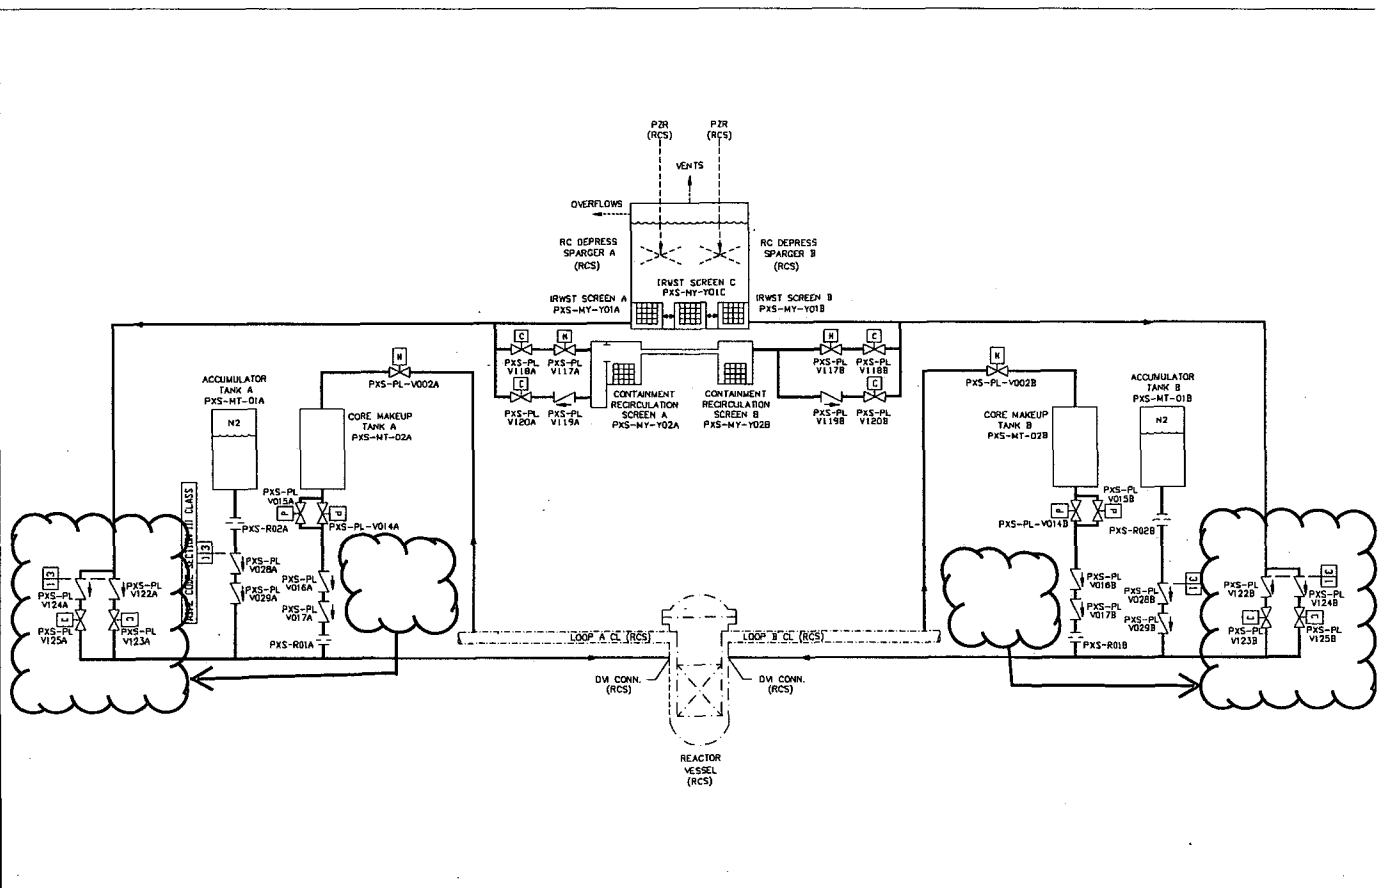 PZR
(RCS)
PZR
(RCS)
VENTS
OVERFLOWS
RC DEPRESS
SPARGER A
(RCS)
RC DEPRESS
SPARGER B
(RCS)
IRWST SCREEN C
PXS-MY-Y01C
IRWST SCREEN A
PXS-MY-Y01A
IRWST SCREEN B
PXS-MY-Y01B
C
PXS-PL
V118A
M
PXS-PL
V117A
C
PXS-PL
V120A
PXS-PL
V119A
M
PXS-PL
V117B
C
PXS-PL
V118B
PXS-PL
V119B
C
PXS-PL
V120B
CONTAINMENT
RECIRCULATION
SCREEN A
PXS-MY-Y02A
CONTAINMENT
RECIRCULATION
SCREEN B
PXS-MY-Y02B
M
PXS-PL-V002A
M
PXS-PL-V002B
ACCUMULATOR
TANK A
PXS-MT-01A
N2
CORE MAKEUP
TANK A
PXS-MT-02A
CORE MAKEUP
TANK B
PXS-MT-02B
ACCUMULATOR
TANK B
PXS-MT-01B
N2
PXS-PL
V015A
P
P
PXS-PL-V014A
PXS-R02A
ASME CODE SECTION III CLASS
1 3
PXS-PL
V028A
PXS-PL
V029A
PXS-PL
V016A
PXS-PL
V017A
PXS-R01A
1 3
PXS-PL
V124A
PXS-PL
V122A
C
PXS-PL
V125A
C
PXS-PL
V123A
PXS-PL
V015B
P
P
PXS-PL-V014B
PXS-R02B
PXS-PL
V016B
PXS-PL
V017B
PXS-R01B
3 1
PXS-PL
V028B
PXS-PL
V029B
3 1
PXS-PL
V122B
PXS-PL
V124B
C
PXS-PL
V123B
C
PXS-PL
V125B
LOOP A CL (RCS)
LOOP B CL (RCS)
DVI CONN.
(RCS)
DVI CONN.
(RCS)
REACTOR
VESSEL
(RCS)